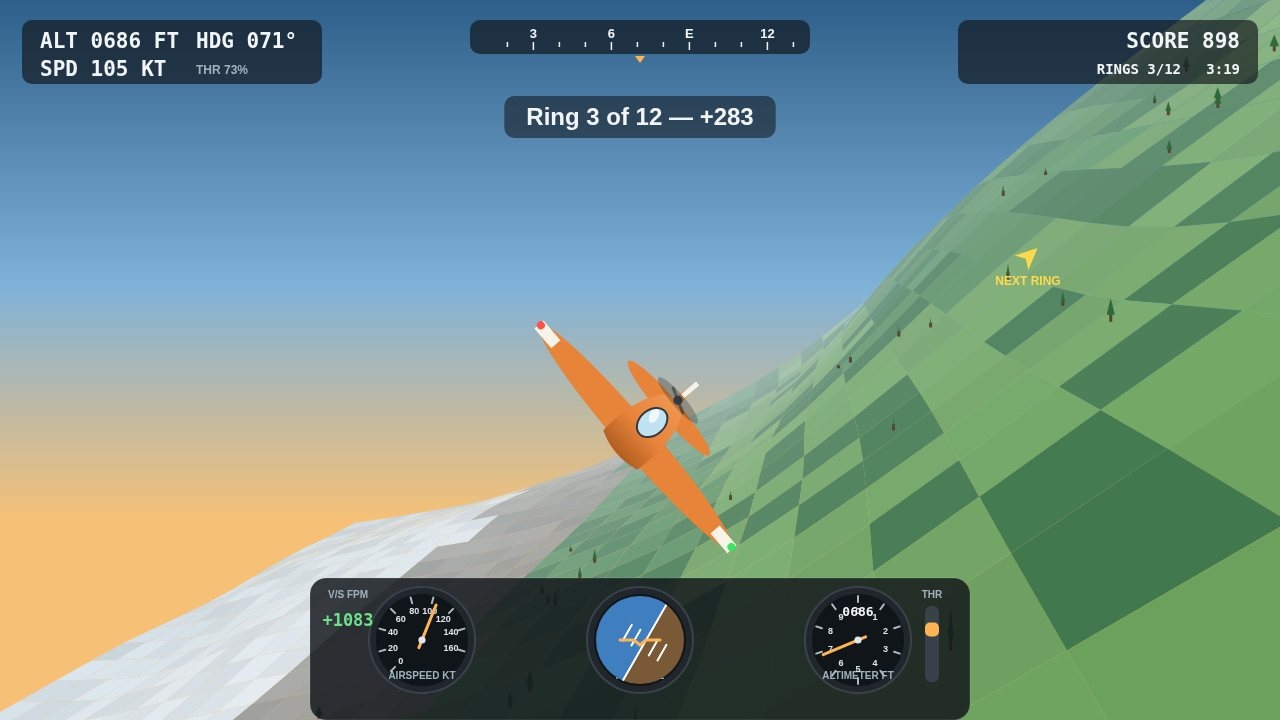 ALT 0686 FT HDG 071°
SPD 105 KT THR 73%
3 6 E 12
SCORE 898
RINGS 3/12 3:19
Ring 3 of 12 — +283
NEXT RING
V/S FPM
+1083
0 20 40 60 80 100 120 140 160
AIRSPEED KT
0686
1 2 3 4 5 6 7 8 9
ALTIMETER FT
THR